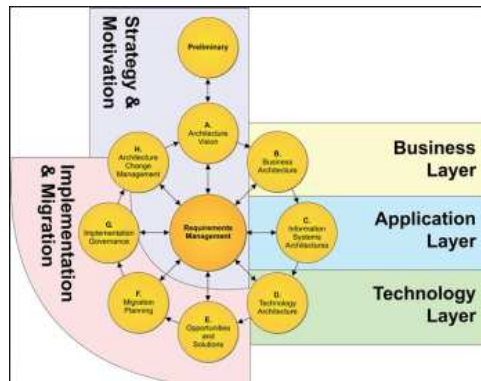 Strategy &
Motivation
Preliminary
A.
Architecture
Vision
H.
Architecture
Change
Management
B.
Business
Architecture
Business
Layer
Implementation
& Migration
G.
Implementation
Governance
Requirements
Management
C.
Information
Systems
Architectures
Application
Layer
F.
Migration
Planning
D.
Technology
Architecture
E.
Opportunities
and
Solutions
Technology
Layer